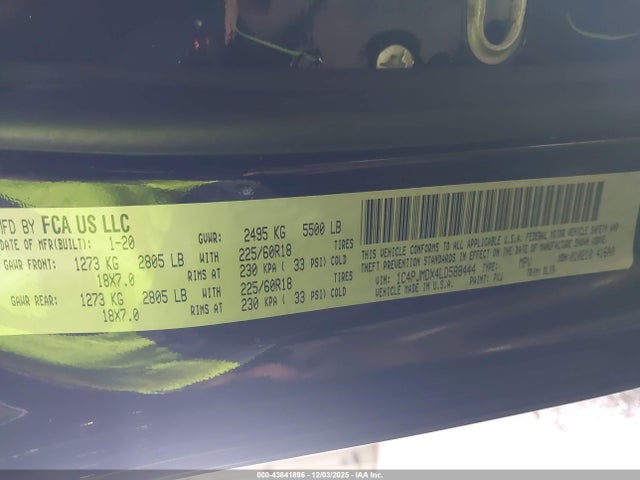 MFD BY FCA US LLC
DATE OF MFR(BUILT): 1-20
GVWR: 2495 KG 5500 LB
GAWR FRONT: 1273 KG 2805 LB WITH 225/60R18 TIRES
18X7.0 RIMS AT 230 KPA ( 33 PSI) COLD
GAWR REAR: 1273 KG 2805 LB WITH 225/60R18 TIRES
18X7.0 RIMS AT 230 KPA ( 33 PSI) COLD
THIS VEHICLE CONFORMS TO ALL APPLICABLE U.S.A. FEDERAL MOTOR VEHICLE SAFETY AND
THEFT PREVENTION STANDARDS IN EFFECT ON THE DATE OF MANUFACTURE SHOWN ABOVE.
VIN: 1C4PJMDX4LD580444 TYPE: MPV
VEHICLE MADE IN U.S.A. PAINT: TRIM:
000-43841896 - 12/03/2025 - © IAA Holdings, LLC